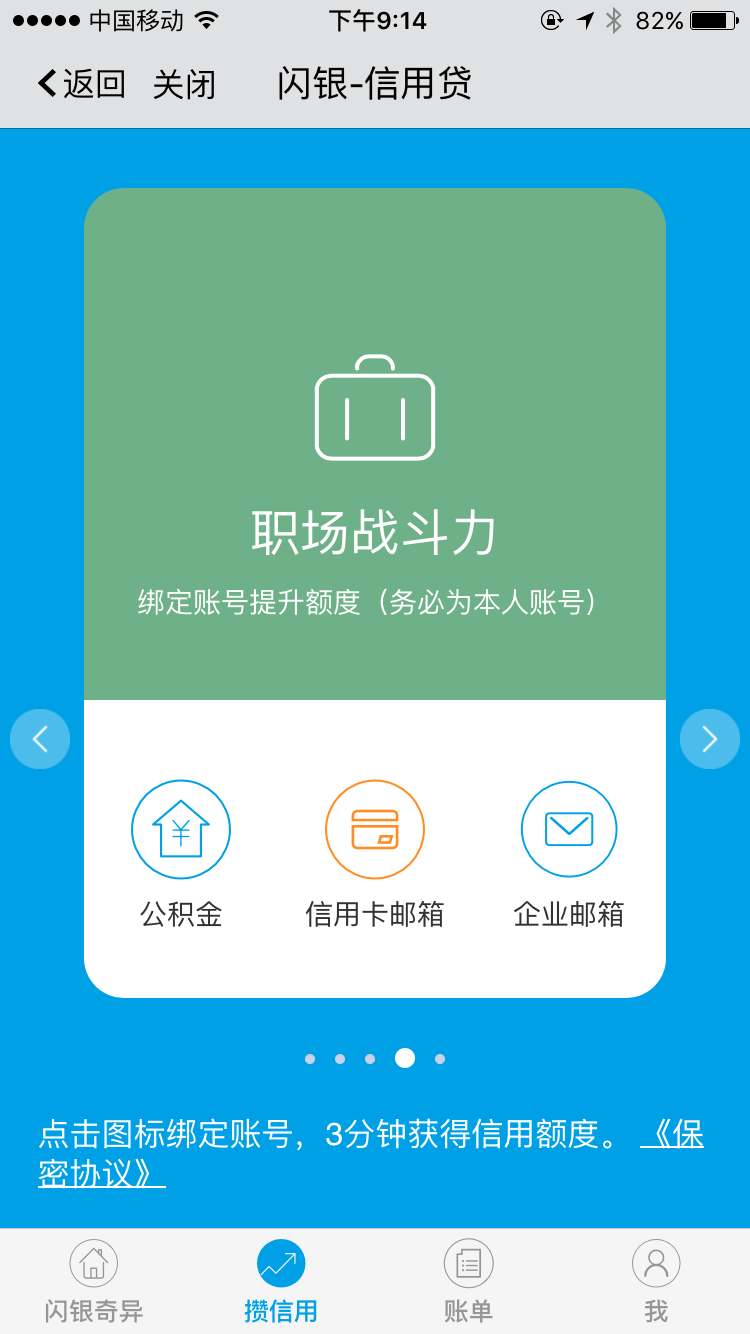 中国移动 下午9:14 82%
返回 关闭 闪银-信用贷
职场战斗力
绑定账号提升额度（务必为本人账号）
公积金 信用卡邮箱 企业邮箱
点击图标绑定账号，3分钟获得信用额度。《保
密协议》
闪银奇异 攒信用 账单 我